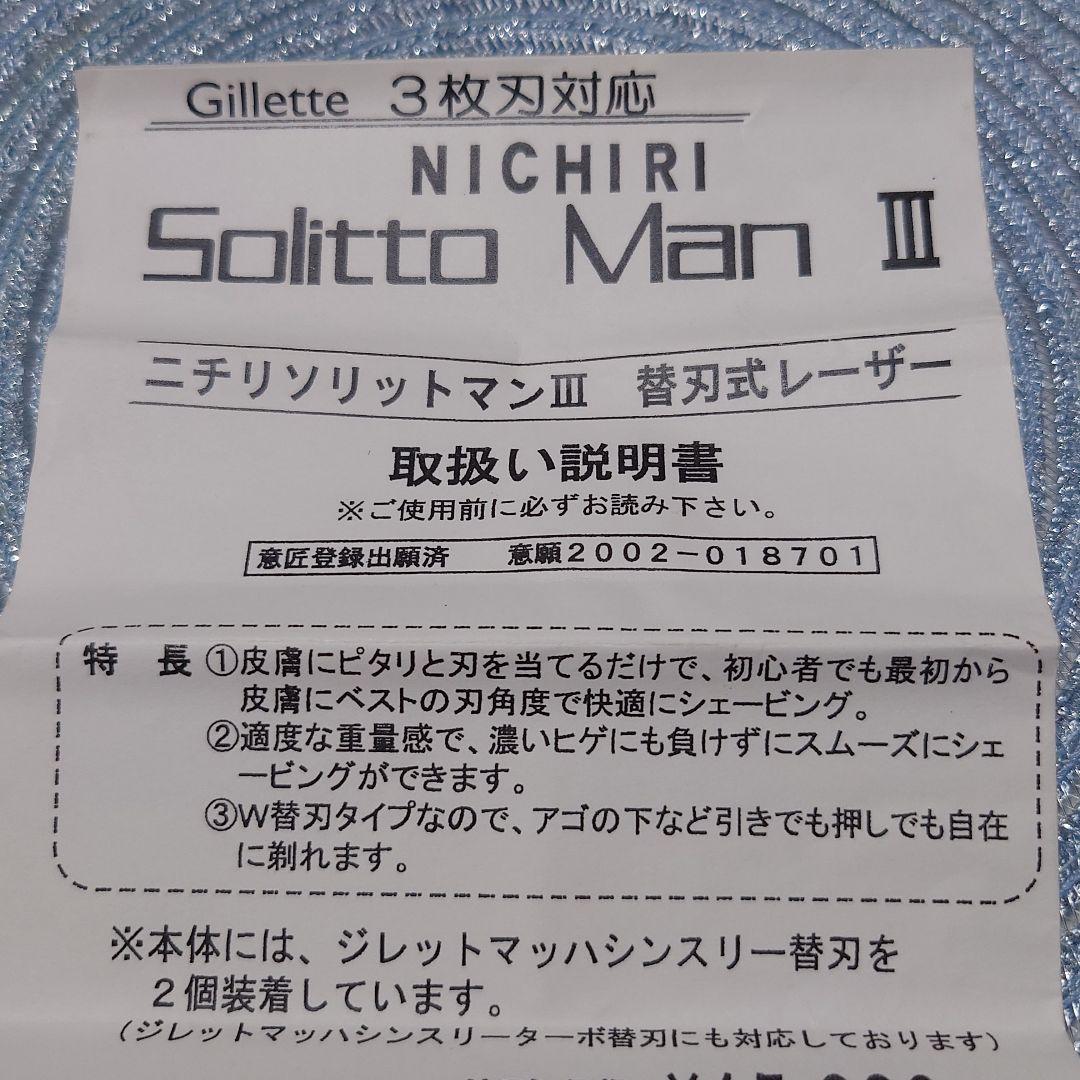 Gillette 3枚刃対応
NICHIRI
Solitto Man III
ニチリソリットマンIII 替刃式レーザー
取扱い説明書
※ご使用前に必ずお読み下さい。
意匠登録出願済 意願2002-018701
特 長 ①皮膚にピタリと刃を当てるだけで、初心者でも最初から
皮膚にベストの刃角度で快適にシェービング。
②適度な重量感で、濃いヒゲにも負けずにスムーズにシェ
ービングができます。
③W替刃タイプなので、アゴの下など引きでも押しでも自在
に剃れます。
※本体には、ジレットマッハシンスリー替刃を
２個装着しています。
（ジレットマッハシンスリーターボ替刃にも対応しております）